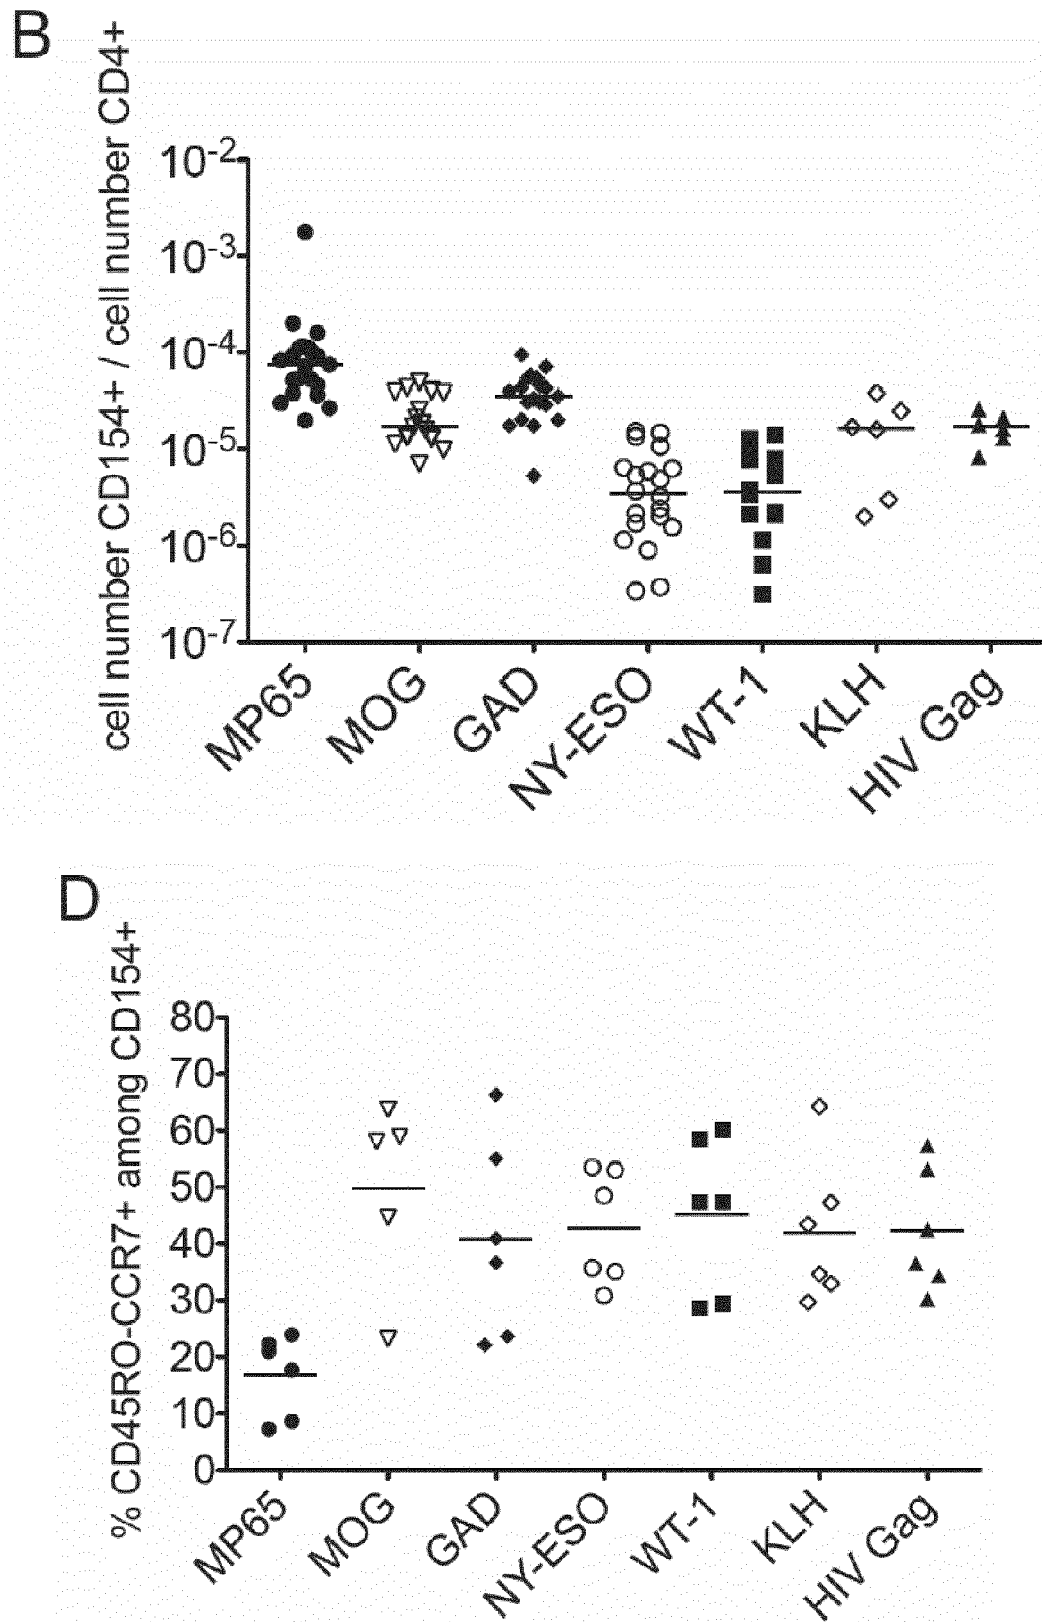 B
cell number CD154+ / cell number CD4+
10-2
10-3
10-4
10-5
10-6
10-7
MP65
MOG
GAD
NY-ESO
WT-1
KLH
HIV Gag
D
% CD45RO-CCR7+ among CD154+
80
70
60
50
40
30
20
10
0
MP65
MOG
GAD
NY-ESO
WT-1
KLH
HIV Gag